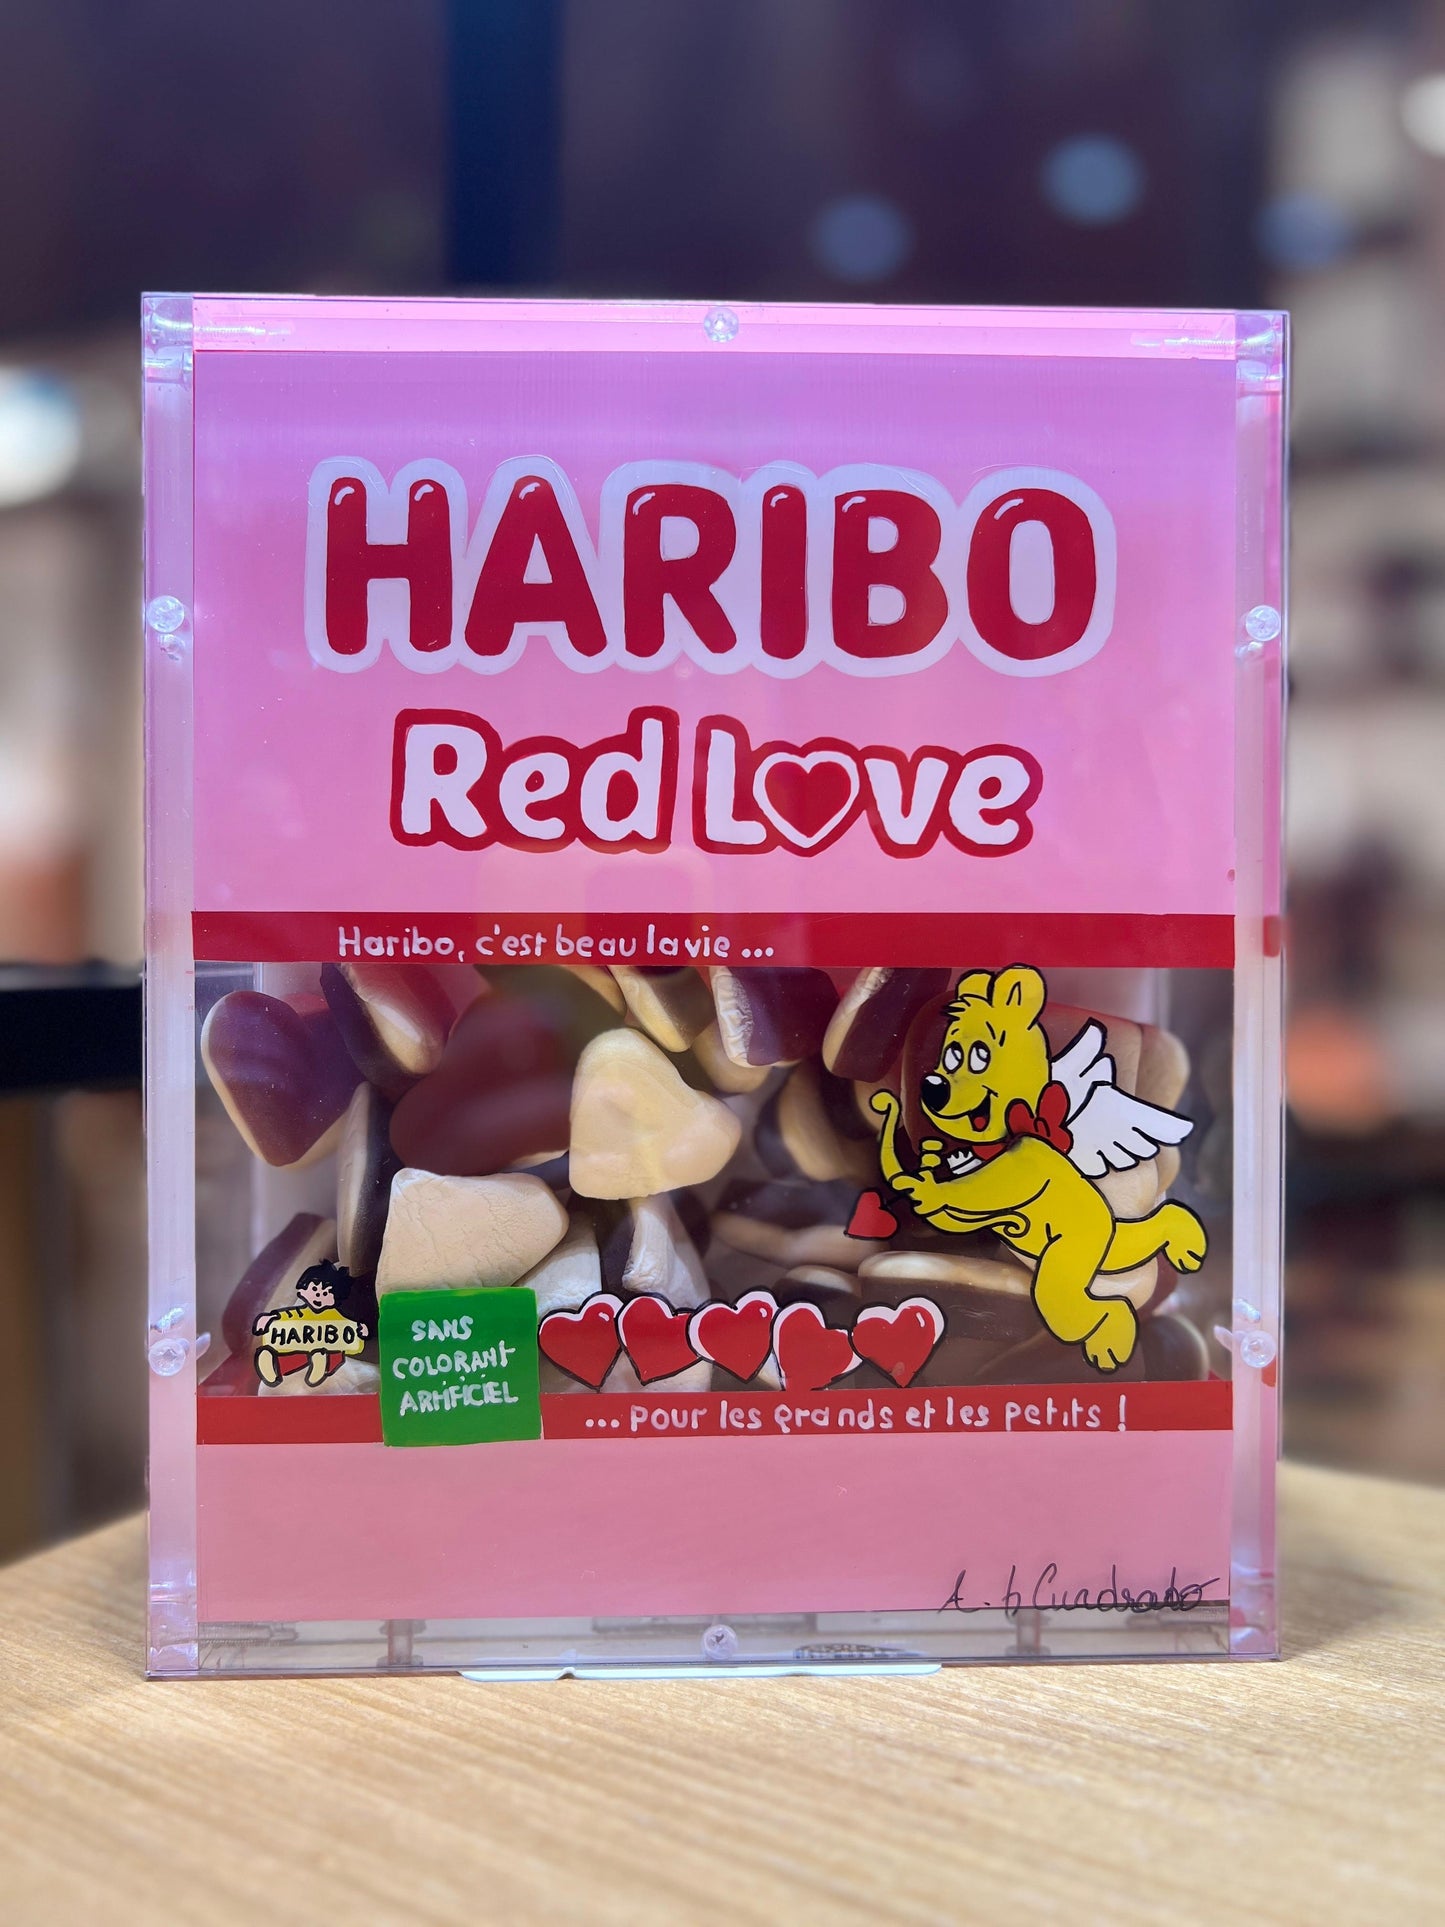 HARIBO
Red Love
Haribo, c'est beau la vie ...
HARIBO
SANS
COLORANT
ARTIFICIEL
... pour les grands et les petits !